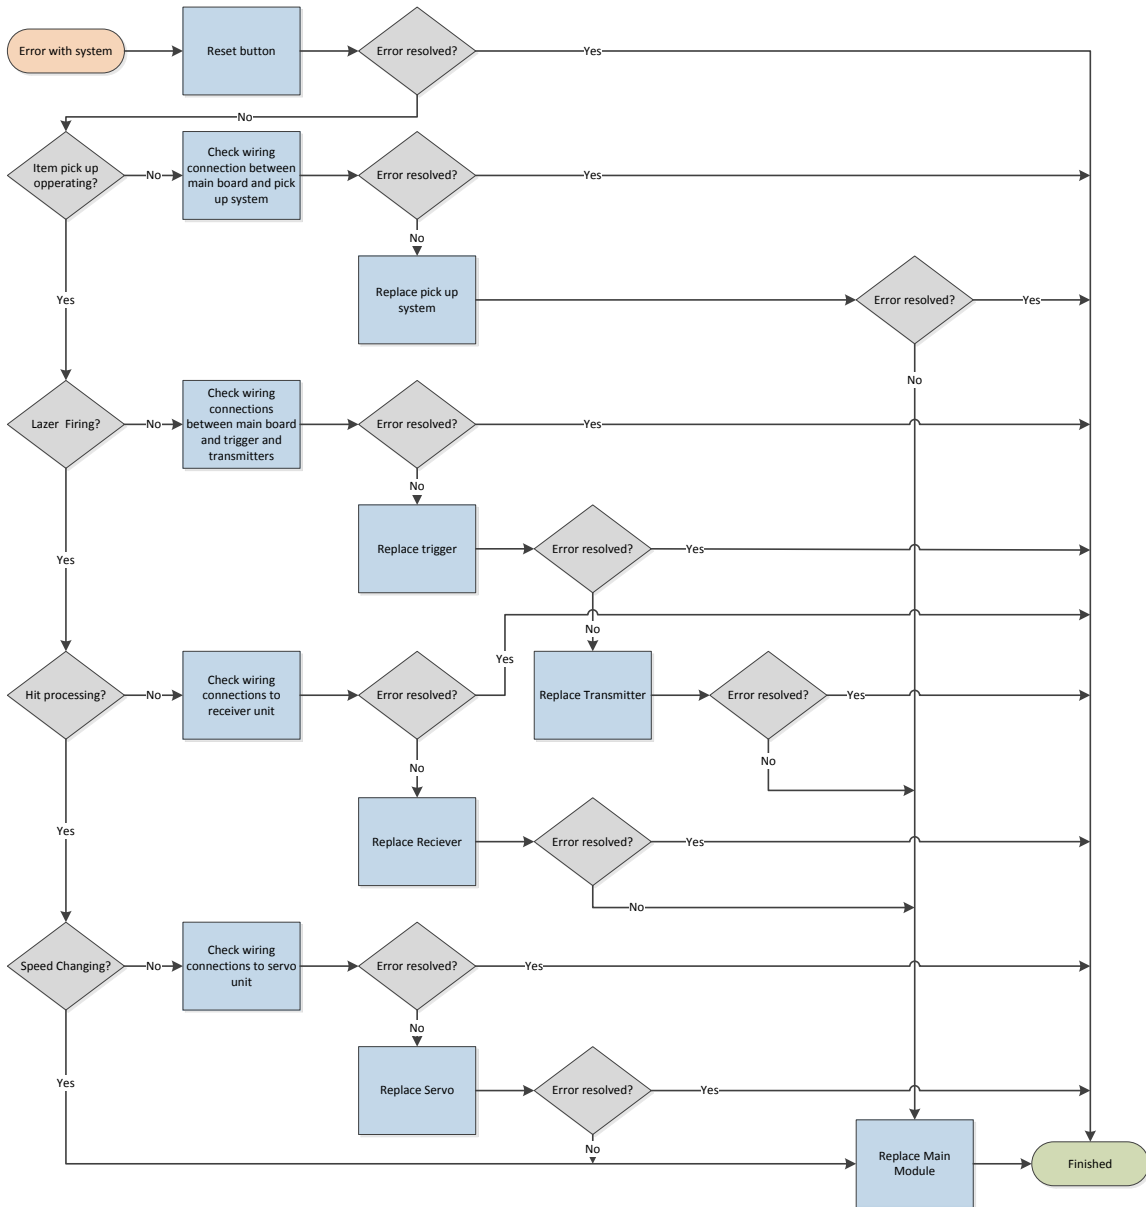 Error with system
Reset button
Error resolved?
Yes
No
Item pick up
opperating?
No
Check wiring
connection between
main board and pick
up system
Error resolved?
Yes
No
Yes
Replace pick up
system
Error resolved?
Yes
No
Lazer  Firing?
No
Check wiring
connections
between main board
and trigger and
transmitters
Error resolved?
Yes
No
Yes
Replace trigger
Error resolved?
Yes
No
Hit processing?
No
Check wiring
connections to
receiver unit
Error resolved?
Yes
Replace Transmitter
Error resolved?
Yes
No
No
Yes
Replace Reciever
Error resolved?
Yes
No
Speed Changing?
No
Check wiring
connections to servo
unit
Error resolved?
Yes
No
Yes
Replace Servo
Error resolved?
Yes
No
Replace Main
Module
Finished